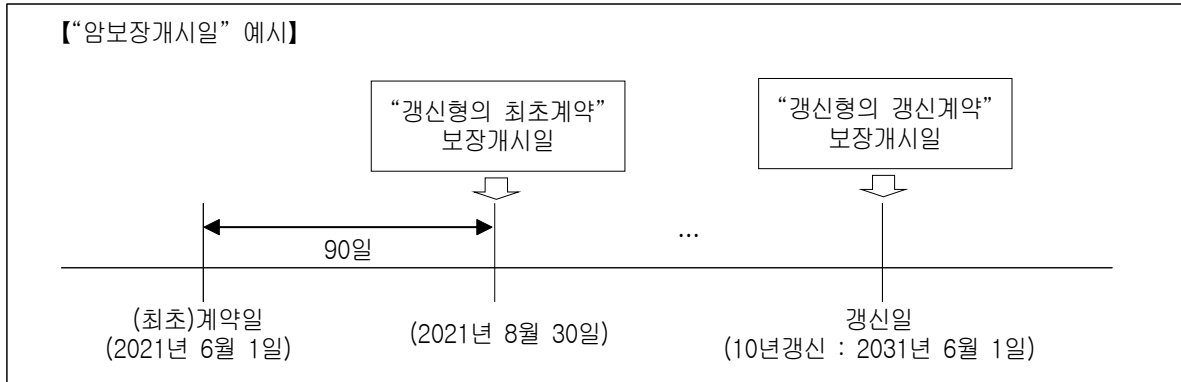 【“암보장개시일” 예시】
“갱신형의 최초계약”
보장개시일
“갱신형의 갱신계약”
보장개시일
90일
...
(최초)계약일
(2021년 6월 1일)
(2021년 8월 30일)
갱신일
(10년갱신 : 2031년 6월 1일)